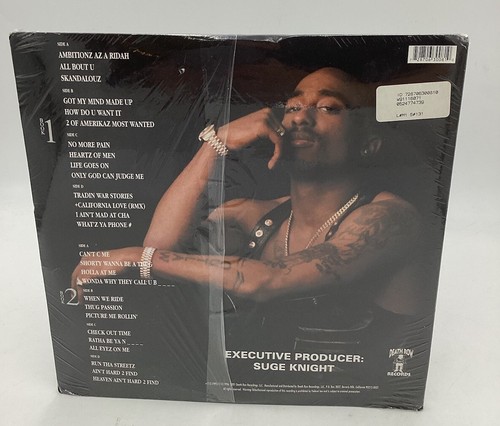 SIDE A
AMBITIONZ AZ A RIDAH
ALL BOUT U
SKANDALOUZ
SIDE B
GOT MY MIND MADE UP
HOW DO U WANT IT
2 OF AMERIKAZ MOST WANTED
BOOK 1
SIDE C
NO MORE PAIN
HEARTZ OF MEN
LIFE GOES ON
ONLY GOD CAN JUDGE ME
SIDE D
TRADIN WAR STORIES
*CALIFORNIA LOVE (RMX)
I AIN'T MAD AT CHA
WHAT'Z YA PHONE #
SIDE A
CAN'T C ME
SHORTY WANNA BE A
HOLLA AT ME
WONDA WHY THEY CALL U B_ _ _ _
2
SIDE B
WHEN WE RIDE
THUG PASSION
PICTURE ME ROLLIN'
SIDE C
CHECK OUT TIME
RATHA BE YA N_ _ _ _
ALL EYEZ ON ME
SIDE D
RUN THA STREETZ
AIN'T HARD 2 FIND
HEAVEN AIN'T HARD 2 FIND
EXECUTIVE PRODUCER:
SUGE KNIGHT
DEATH ROW
RECORDS